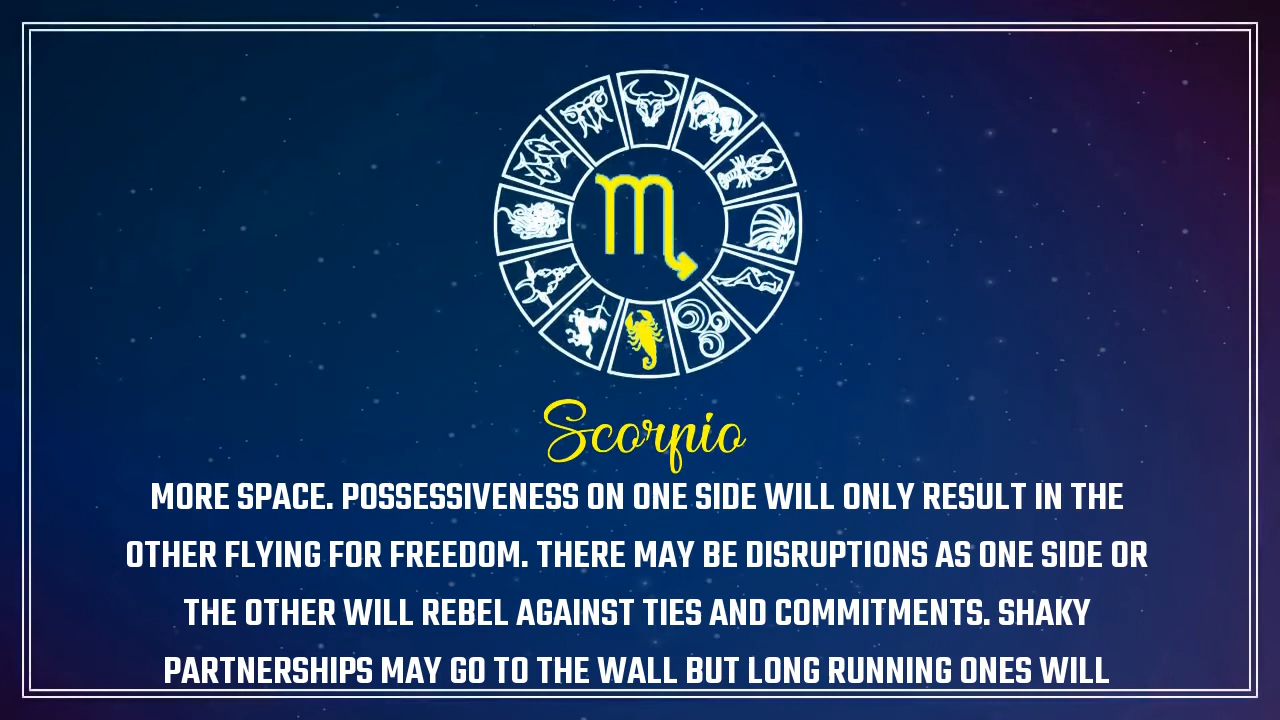 Scorpio
MORE SPACE. POSSESSIVENESS ON ONE SIDE WILL ONLY RESULT IN THE
OTHER FLYING FOR FREEDOM. THERE MAY BE DISRUPTIONS AS ONE SIDE OR
THE OTHER WILL REBEL AGAINST TIES AND COMMITMENTS. SHAKY
PARTNERSHIPS MAY GO TO THE WALL BUT LONG RUNNING ONES WILL